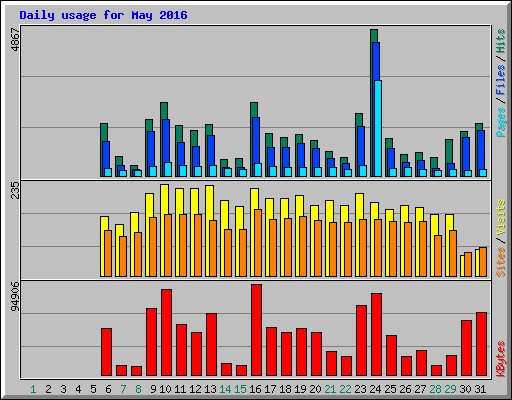 Daily usage for May 2016
4867
235
94906
Pages / Files / Hits
Sites / Visits
KBytes
1 2 3 4 5 6 7 8 9 10 11 12 13 14 15 16 17 18 19 20 21 22 23 24 25 26 27 28 29 30 31